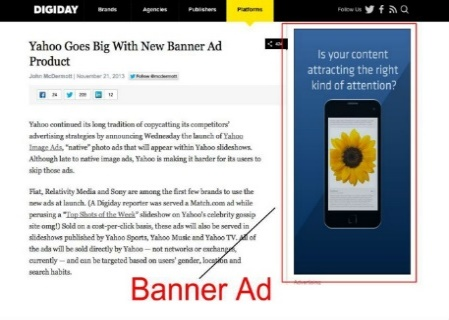 DIGIDAY Brands Agencies Publishers Platforms Follow Us
Yahoo Goes Big With New Banner Ad
Product
John McDermott | November 21, 2013 Follow @mcdermott
24 12
Yahoo continued its long tradition of copycatting its competitors'
advertising strategies by announcing Wednesday the launch of Yahoo
Image Ads, "native" photo ads that will appear within Yahoo slideshows.
Although late to native image ads, Yahoo is making it harder for its users to
skip those ads.
Fiat, Relativity Media and Sony are among the first few brands to use the
new ads at launch. (A Digiday reporter was served a Match.com ad while
perusing a "Top Shots of the Week" slideshow on Yahoo's celebrity gossip
site omg!) Sold on a cost-per-click basis, these ads will also be served in
slideshows published by Yahoo Sports, Yahoo Music and Yahoo TV. All of
the ads will be sold directly by Yahoo — not networks or exchanges,
currently — and can be targeted based on users' gender, location and
search habits.
Is your content
attracting the right
kind of attention?
Banner Ad